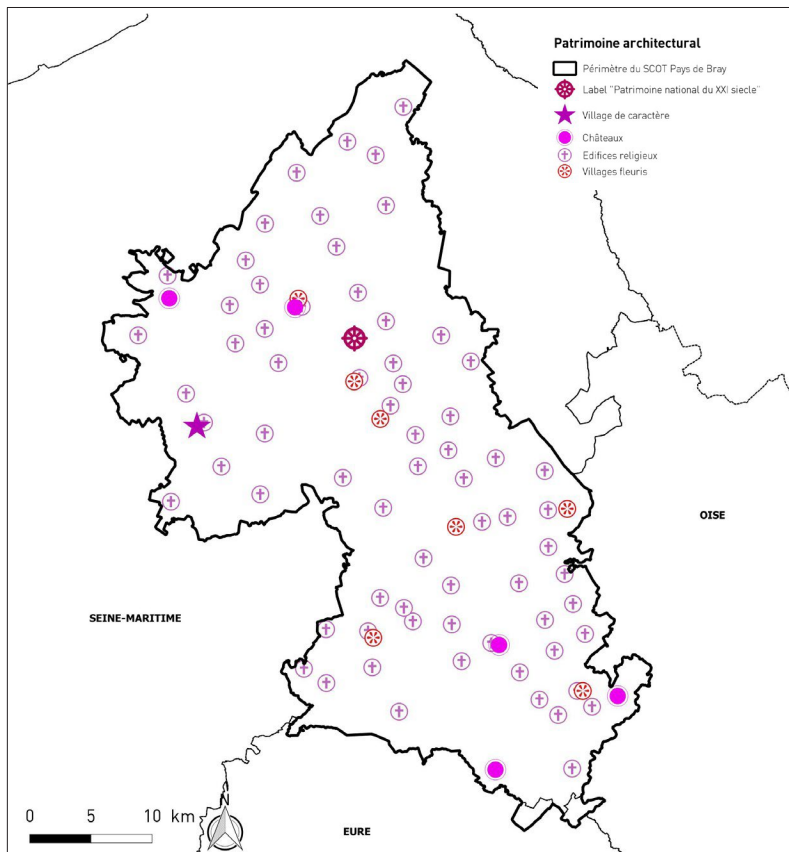 Patrimoine architectural
Périmètre du SCOT Pays de Bray
Label "Patrimoine national du XXI siecle"
Village de caractère
Châteaux
Edifices religieux
Villages fleuris
OISE
SEINE-MARITIME
EURE
N
0 5 10 km